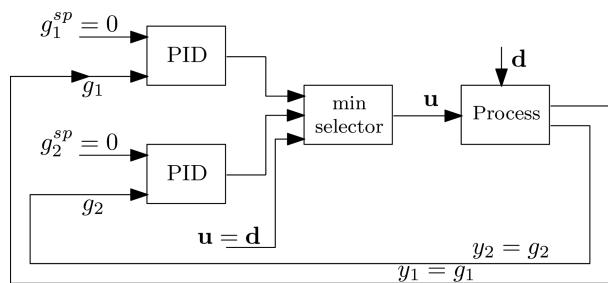 g_1^{sp} = 0
PID
g_1
d
min
selector
u
Process
g_2^{sp} = 0
PID
g_2
u = d
y_2 = g_2
y_1 = g_1